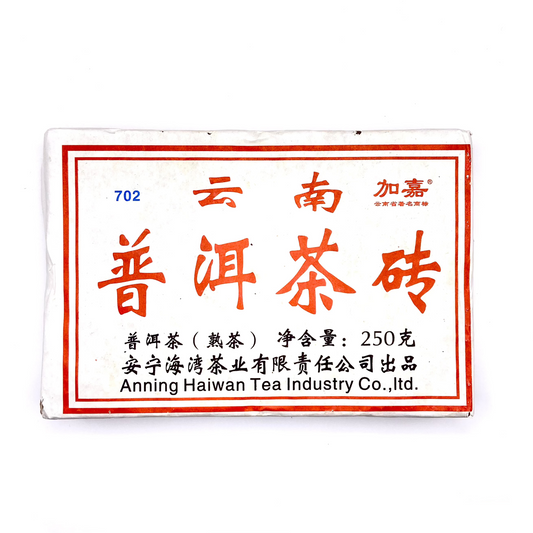 702
云南
加嘉®
云南省著名商标
普洱茶砖
普洱茶（熟茶） 净含量：250克
安宁海湾茶业有限责任公司出品
Anning Haiwan Tea Industry Co.,ltd.